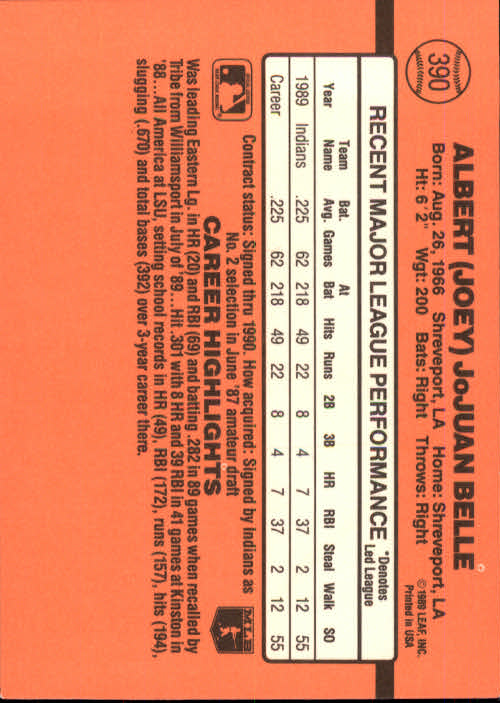 390
ALBERT (JOEY) JoJUAN BELLE
Born: Aug. 26, 1966 Shreveport, LA Home: Shreveport, LA
Ht: 6'2" Wgt: 200 Bats: Right Throws: Right
© 1989 LEAF, INC.
Printed in USA
RECENT MAJOR LEAGUE PERFORMANCE *Denotes Led League
Year Team Name Bat. Avg. Games At Bat Hits Runs 2B 3B HR RBI Steal Walk SO
1989 Indians .225 62 218 49 22 8 4 7 37 2 12 55
Career .225 62 218 49 22 8 4 7 37 2 12 55
Contract status: Signed thru 1990. How acquired: Signed by Indians as
No. 2 selection in June '87 amateur draft
MLB
CAREER HIGHLIGHTS
Was leading Eastern Lg. in HR (20) and RBI (69) and batting .282 in 89 games when recalled by
Tribe from Williamsport in July of '89...Hit .301 with 8 HR and 39 RBI in 41 games at Kinston in
'88...All America at LSU, setting school records in HR (49), RBI (172), runs (157), hits (194),
slugging (.670) and total bases (392) over 3-year career there.